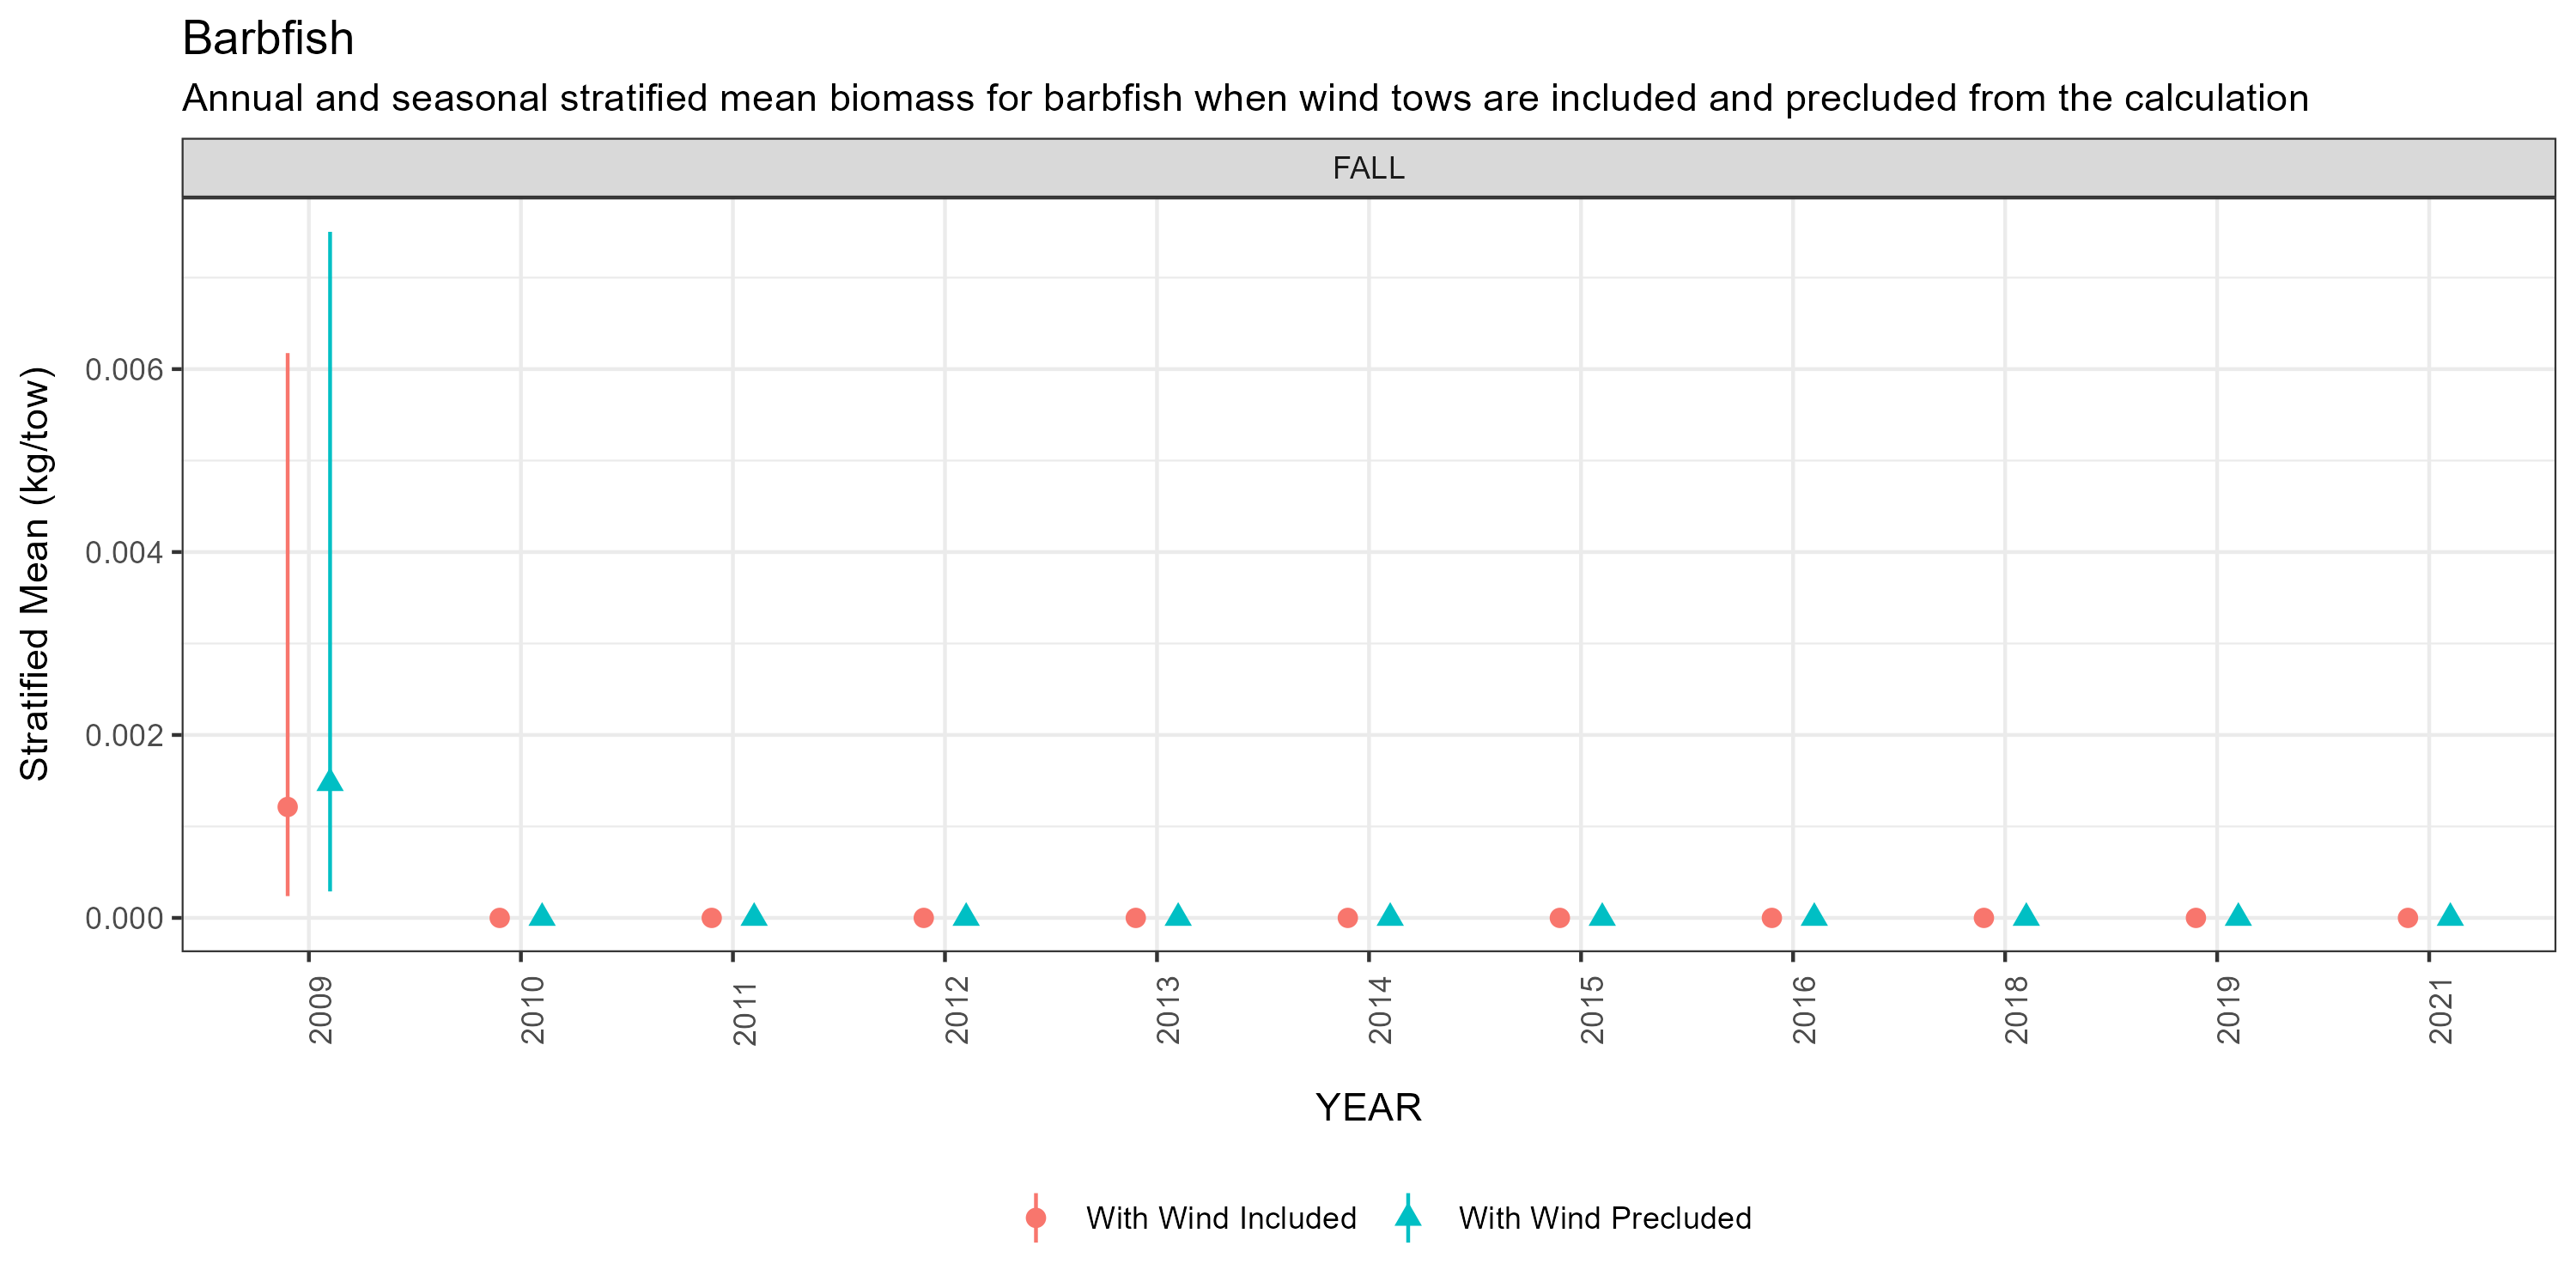 Barbfish
Annual and seasonal stratified mean biomass for barbfish when wind tows are included and precluded from the calculation
FALL
Stratified Mean (kg/tow)
0.006
0.004
0.002
0.000
2009
2010
2011
2012
2013
2014
2015
2016
2018
2019
2021
YEAR
With Wind Included
With Wind Precluded